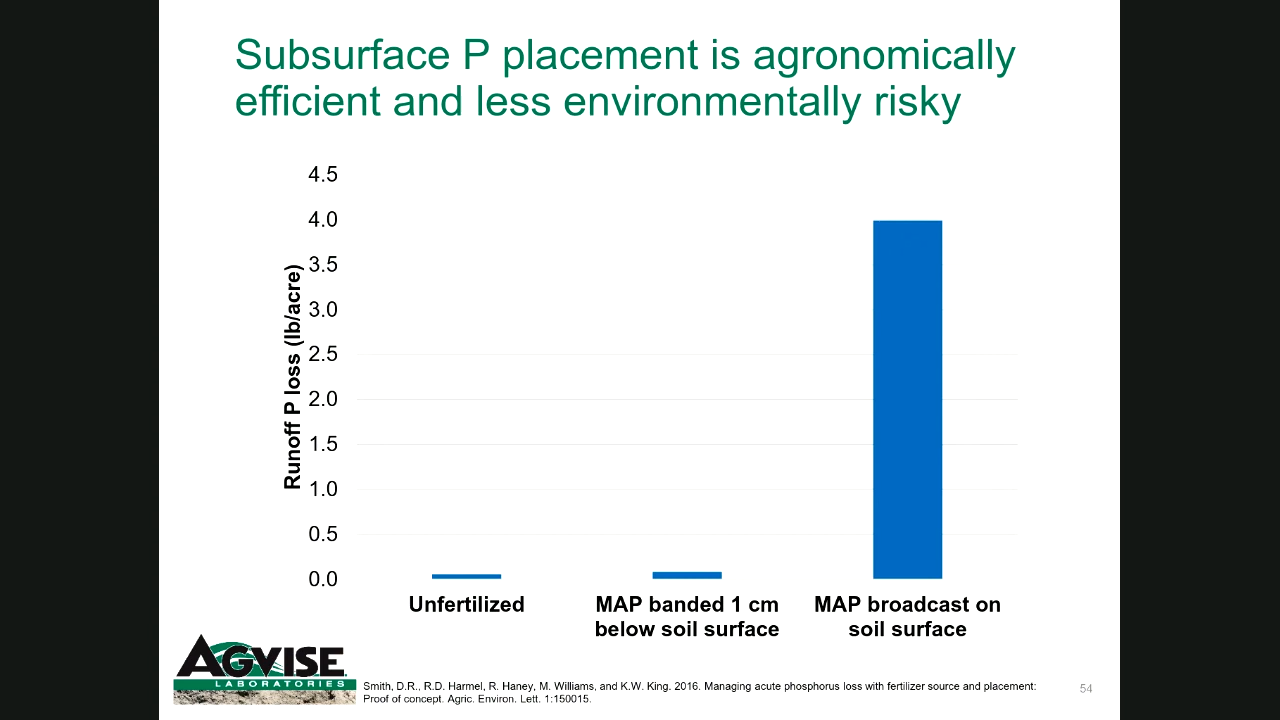 Subsurface P placement is agronomically
efficient and less environmentally risky
4.5
4.0
3.5
3.0
2.5
2.0
1.5
1.0
0.5
0.0
Runoff P loss (lb/acre)
Unfertilized
MAP banded 1 cm
below soil surface
MAP broadcast on
soil surface
AGVISE
LABORATORIES
Smith, D.R., R.D. Harmel, R. Haney, M. Williams, and K.W. King. 2016. Managing acute phosphorus loss with fertilizer source and placement:
Proof of concept. Agric. Environ. Lett. 1:150015.
54